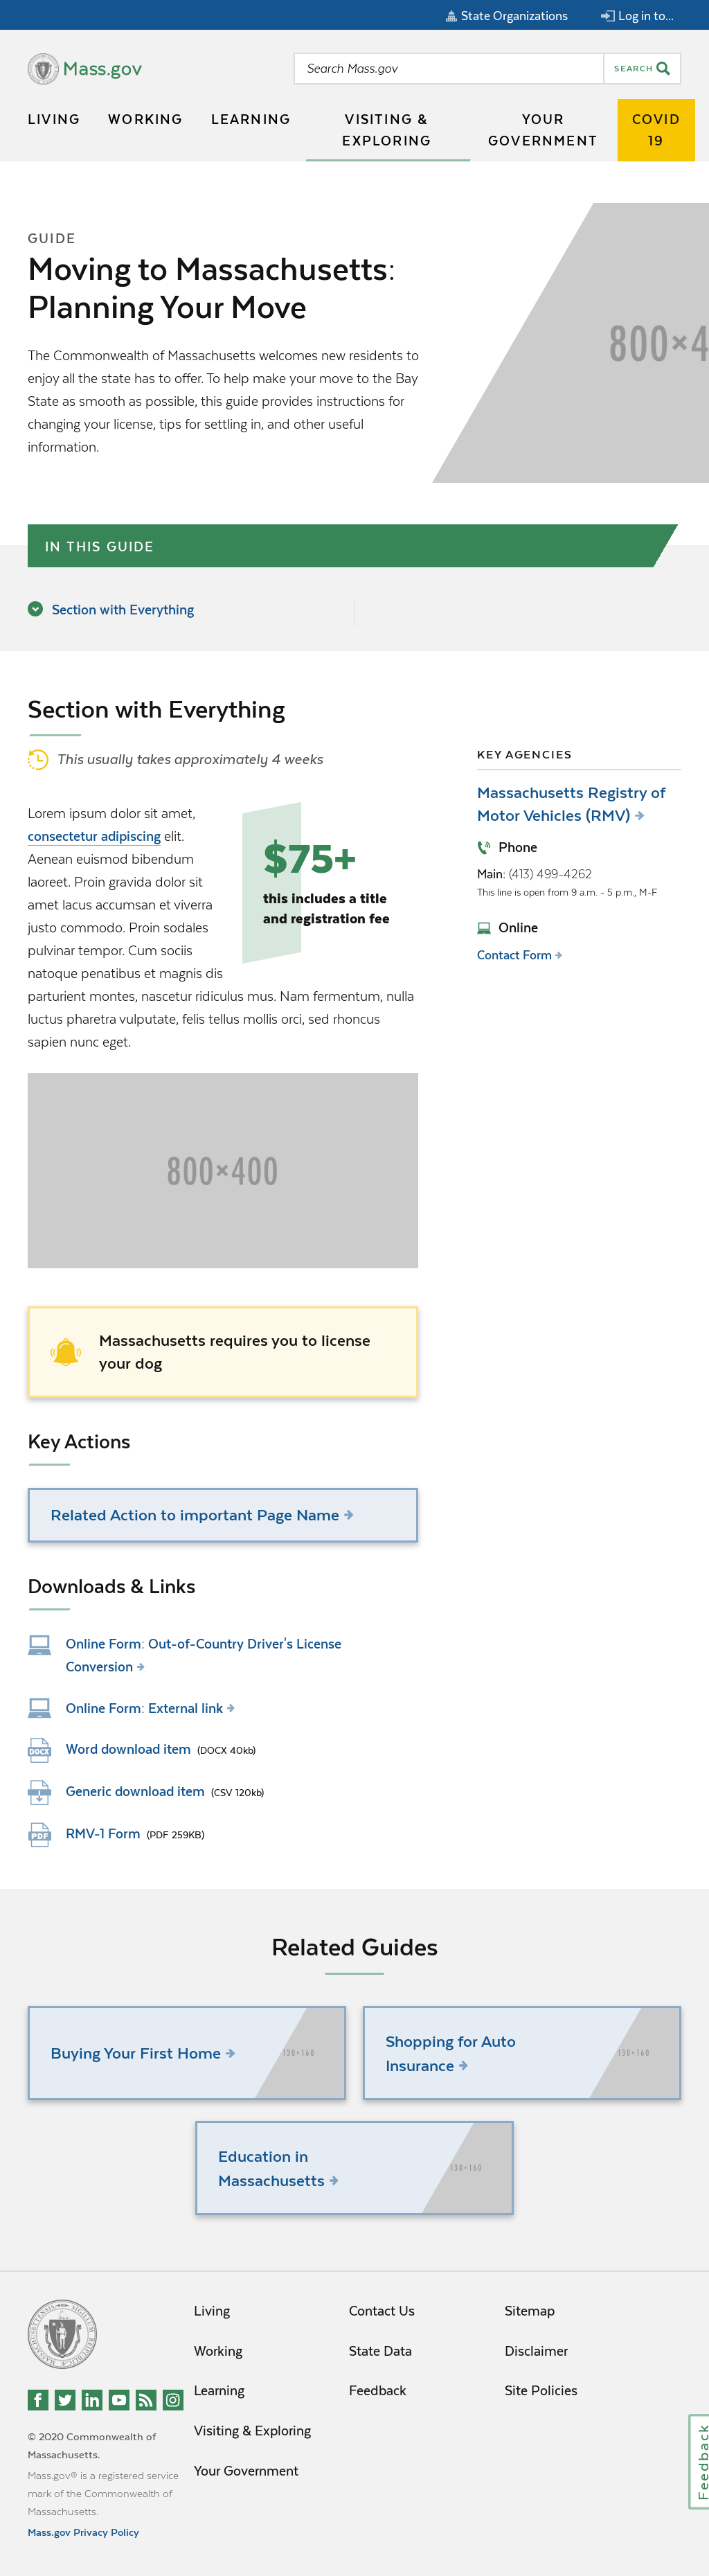 State Organizations
Log in to...
Mass.gov
Search Mass.gov
SEARCH
LIVING
WORKING
LEARNING
VISITING &
EXPLORING
YOUR
GOVERNMENT
COVID
19
GUIDE
Moving to Massachusetts:
Planning Your Move
The Commonwealth of Massachusetts welcomes new residents to
enjoy all the state has to offer. To help make your move to the Bay
State as smooth as possible, this guide provides instructions for
changing your license, tips for settling in, and other useful
information.
800×4
IN THIS GUIDE
Section with Everything
Section with Everything
This usually takes approximately 4 weeks
Lorem ipsum dolor sit amet,
consectetur adipiscing elit.
Aenean euismod bibendum
laoreet. Proin gravida dolor sit
amet lacus accumsan et viverra
justo commodo. Proin sodales
pulvinar tempor. Cum sociis
natoque penatibus et magnis dis
parturient montes, nascetur ridiculus mus. Nam fermentum, nulla
luctus pharetra vulputate, felis tellus mollis orci, sed rhoncus
sapien nunc eget.
$75+
this includes a title
and registration fee
800×400
Massachusetts requires you to license
your dog
Key Actions
Related Action to important Page Name
Downloads & Links
Online Form: Out-of-Country Driver's License
Conversion
Online Form: External link
DOCX
Word download item (DOCX 40kb)
Generic download item (CSV 120kb)
PDF
RMV-1 Form (PDF 259KB)
KEY AGENCIES
Massachusetts Registry of
Motor Vehicles (RMV)
Phone
Main: (413) 499-4262
This line is open from 9 a.m. - 5 p.m., M-F
Online
Contact Form
Related Guides
Buying Your First Home
130×160
Shopping for Auto
Insurance
130×160
Education in
Massachusetts
130×160
Living
Working
Learning
Visiting & Exploring
Your Government
Contact Us
State Data
Feedback
Sitemap
Disclaimer
Site Policies
© 2020 Commonwealth of
Massachusetts.
Mass.gov® is a registered service
mark of the Commonwealth of
Massachusetts.
Mass.gov Privacy Policy
Feedback